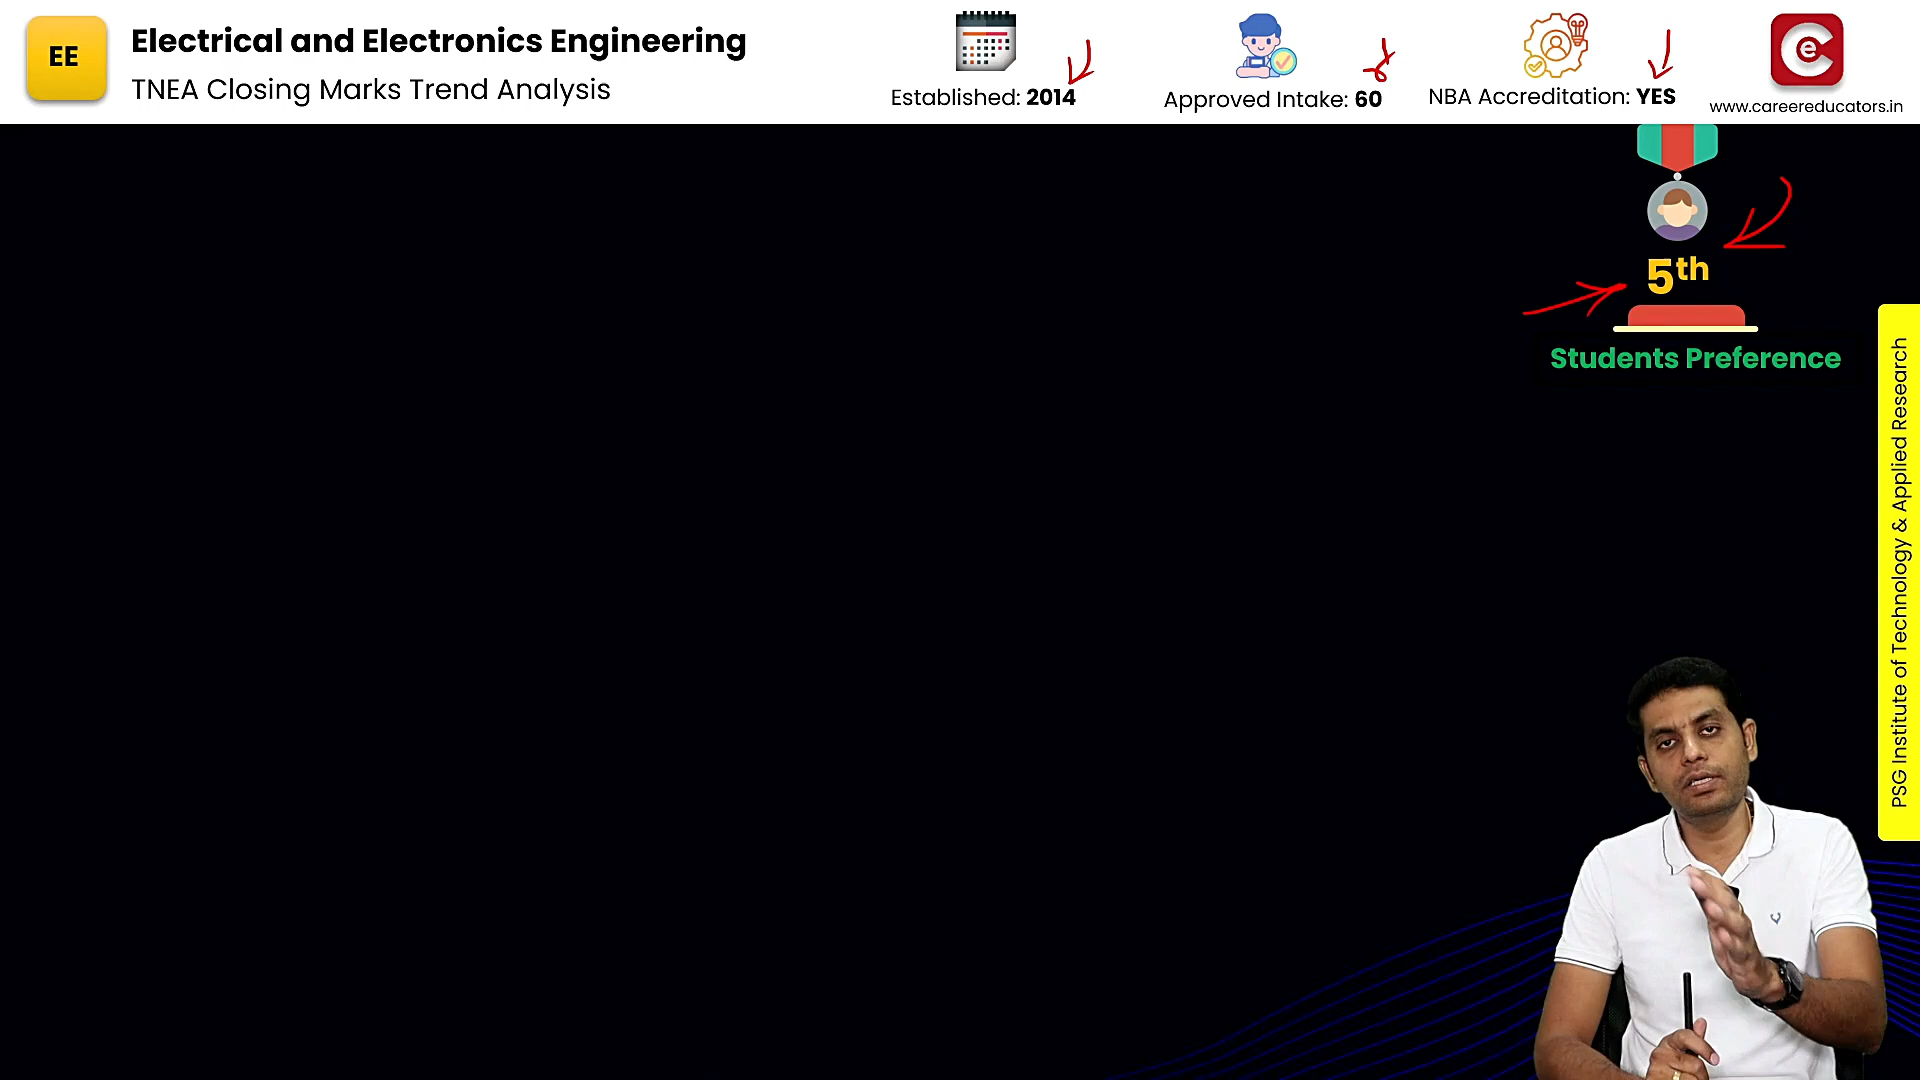 EE
Electrical and Electronics Engineering
TNEA Closing Marks Trend Analysis
Established: 2014
Approved Intake: 60
NBA Accreditation: YES
e
www.careereducators.in
5th
Students Preference
PSG Institute of Technology & Applied Research